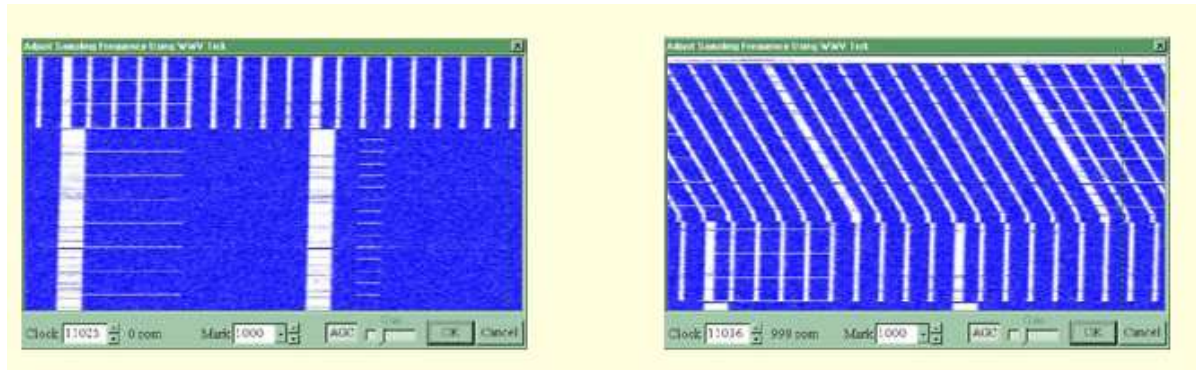 Adjust Sampling Frequency Using WWV Tick
Clock 11025 0 ppm Mark 1000 AGC OK Cancel
Adjust Sampling Frequency Using WWV Tick
Clock 11036 998 ppm Mark 1000 AGC OK Cancel